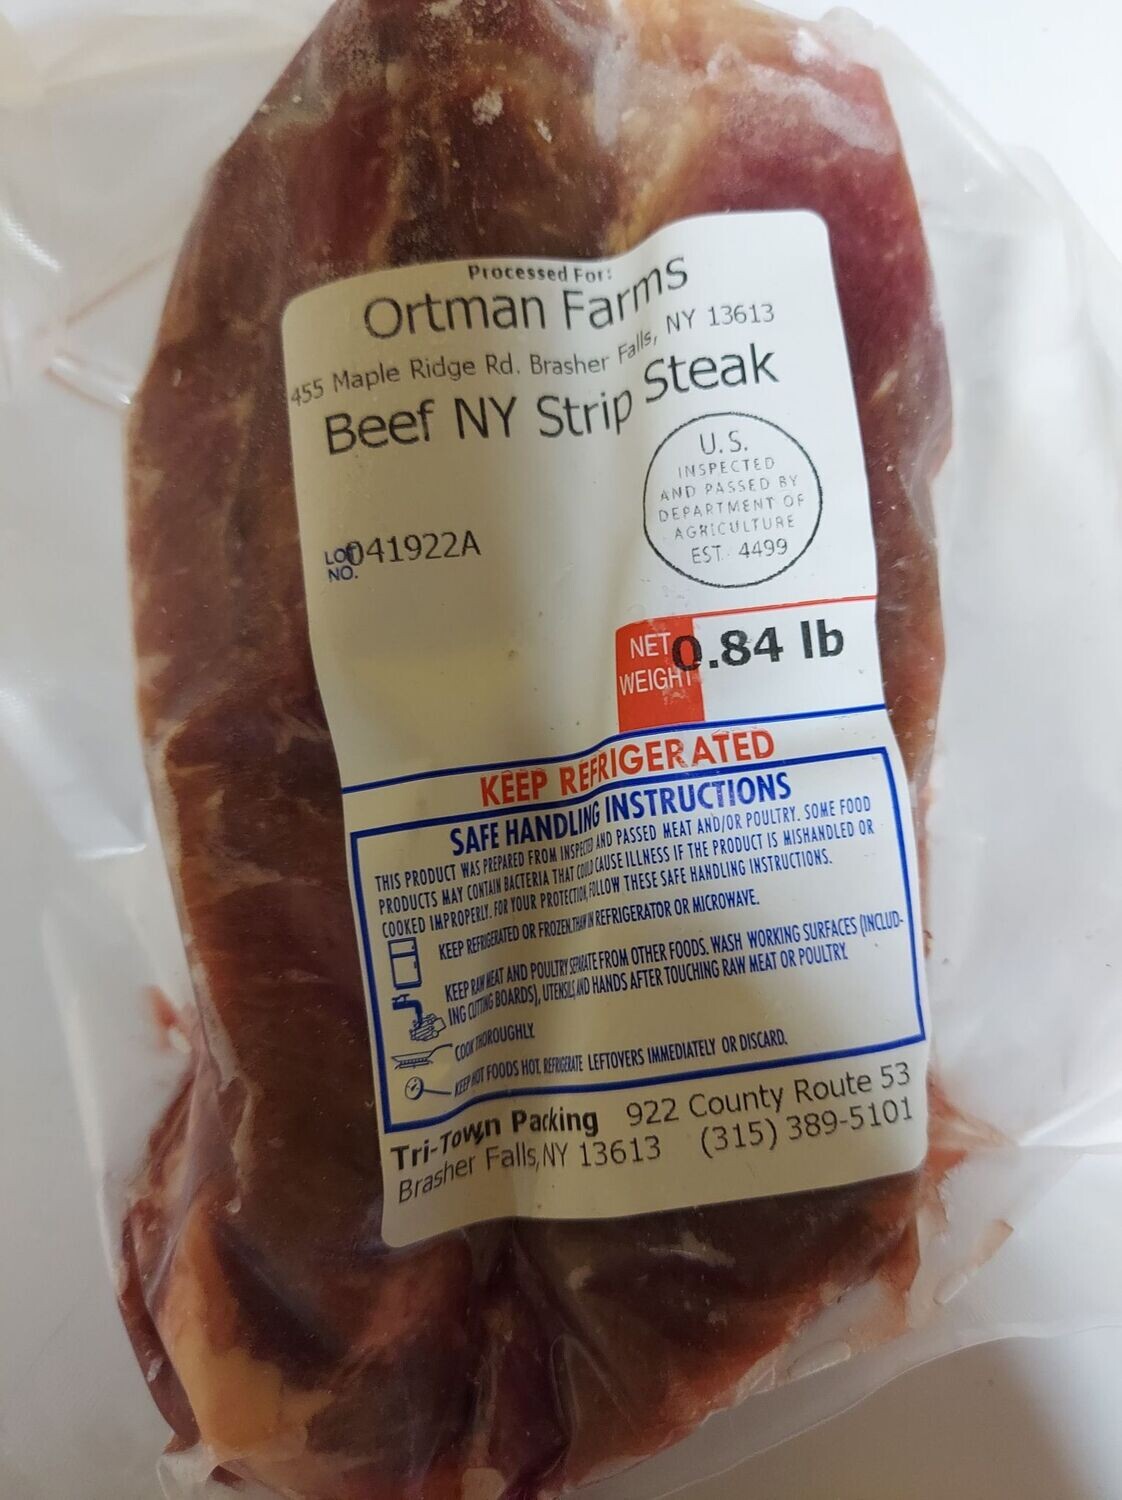 Processed For:
Ortman Farms
455 Maple Ridge Rd. Brasher Falls, NY 13613
Beef NY Strip Steak
U.S.
INSPECTED
AND PASSED BY
DEPARTMENT OF
AGRICULTURE
EST. 4499
LOT NO. 041922A
NET WEIGHT 0.84 lb
KEEP REFRIGERATED
SAFE HANDLING INSTRUCTIONS
THIS PRODUCT WAS PREPARED FROM INSPECTED AND PASSED MEAT AND/OR POULTRY. SOME FOOD
PRODUCTS MAY CONTAIN BACTERIA THAT COULD CAUSE ILLNESS IF THE PRODUCT IS MISHANDLED OR
COOKED IMPROPERLY. FOR YOUR PROTECTION, FOLLOW THESE SAFE HANDLING INSTRUCTIONS.
KEEP REFRIGERATED OR FROZEN. THAW IN REFRIGERATOR OR MICROWAVE.
KEEP RAW MEAT AND POULTRY SEPARATE FROM OTHER FOODS. WASH WORKING SURFACES (INCLUD-
ING CUTTING BOARDS), UTENSILS, AND HANDS AFTER TOUCHING RAW MEAT OR POULTRY.
COOK THOROUGHLY.
KEEP HOT FOODS HOT. REFRIGERATE LEFTOVERS IMMEDIATELY OR DISCARD.
Tri-Town Packing 922 County Route 53
Brasher Falls, NY 13613 (315) 389-5101